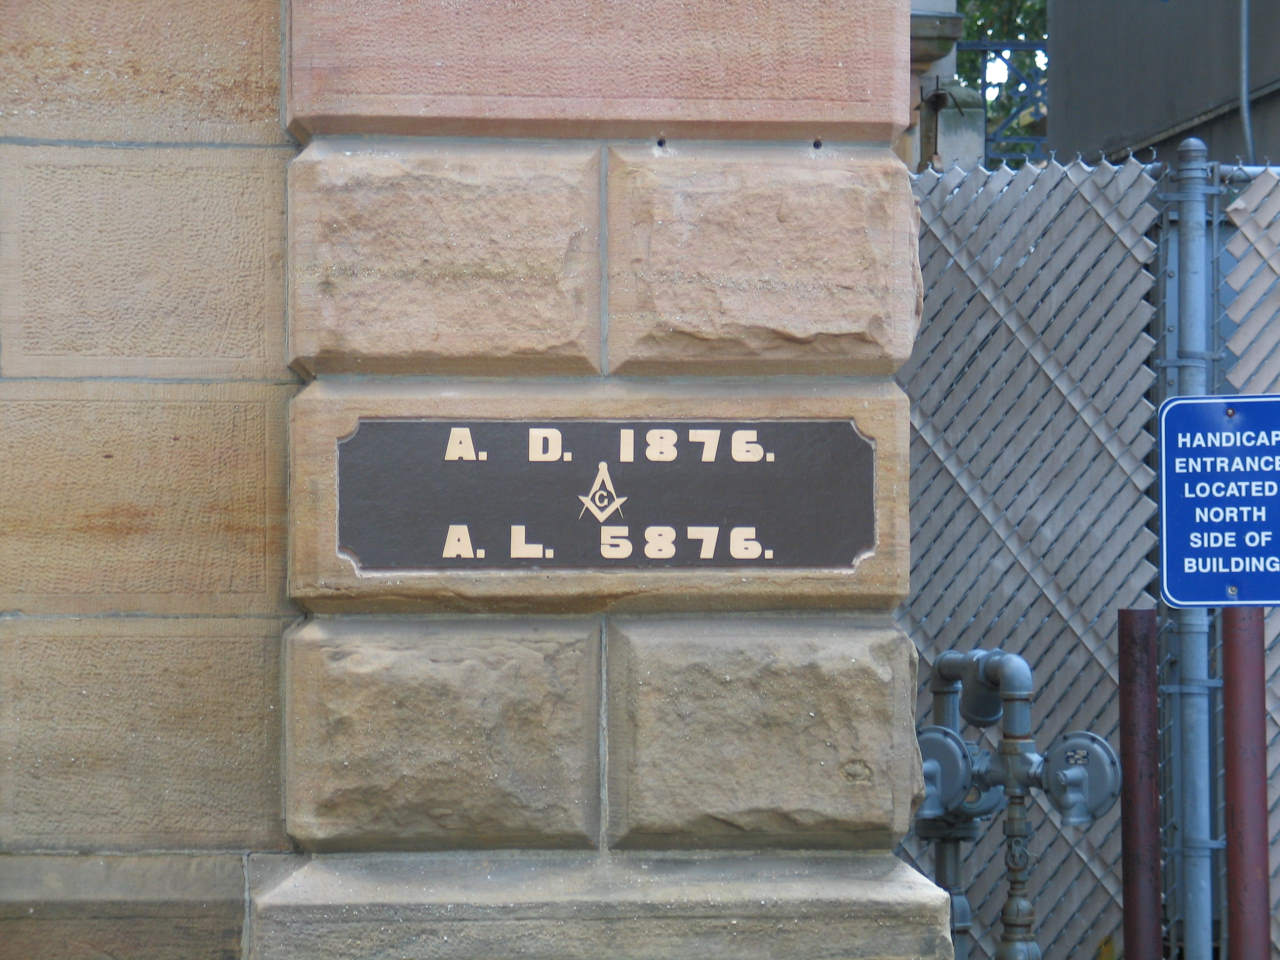 A. D. 1876.
G
A. L. 5876.
HANDICAP
ENTRANCE
LOCATED
NORTH
SIDE OF
BUILDING